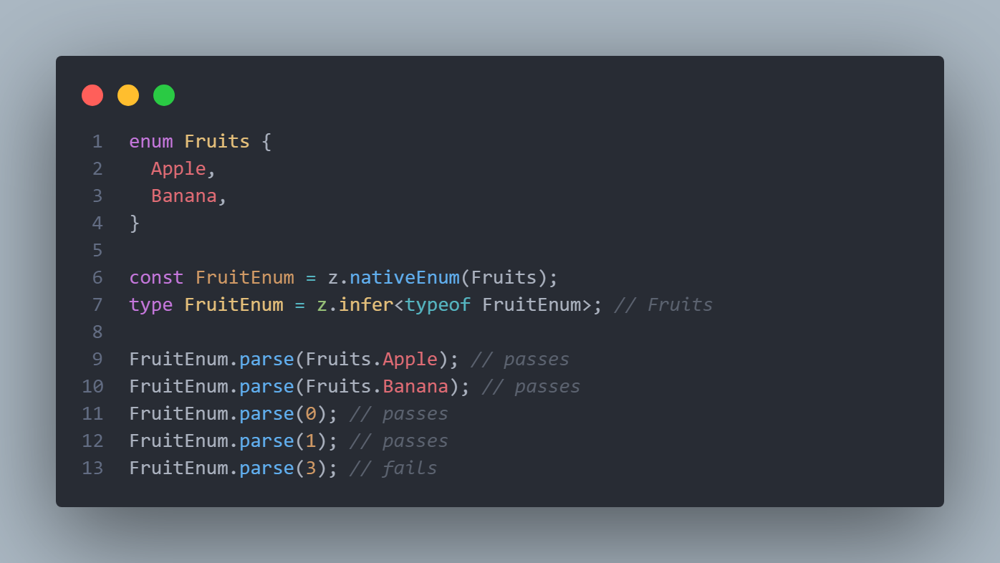 1 enum Fruits {
2   Apple,
3   Banana,
4 }
5
6 const FruitEnum = z.nativeEnum(Fruits);
7 type FruitEnum = z.infer<typeof FruitEnum>; // Fruits
8
9 FruitEnum.parse(Fruits.Apple); // passes
10 FruitEnum.parse(Fruits.Banana); // passes
11 FruitEnum.parse(0); // passes
12 FruitEnum.parse(1); // passes
13 FruitEnum.parse(3); // fails